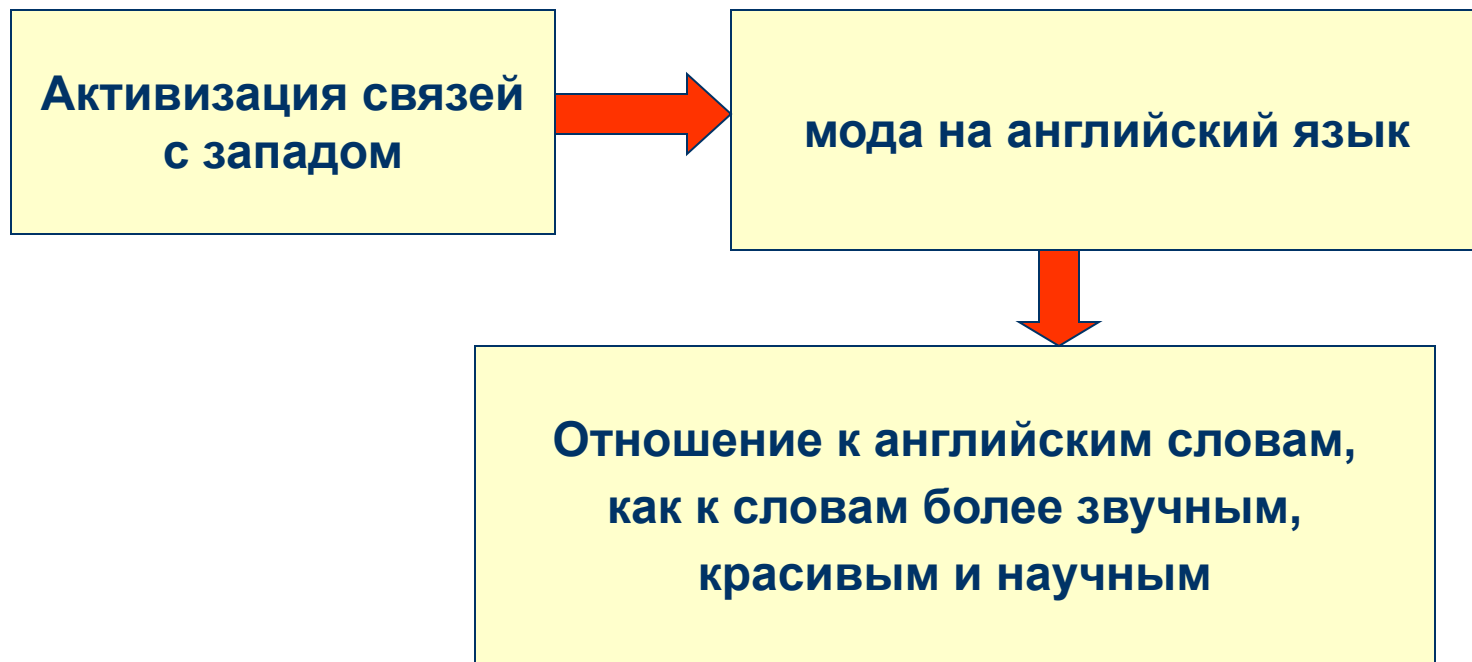 Активизация связей
с западом
мода на английский язык
Отношение к английским словам,
как к словам более звучным,
красивым и научным